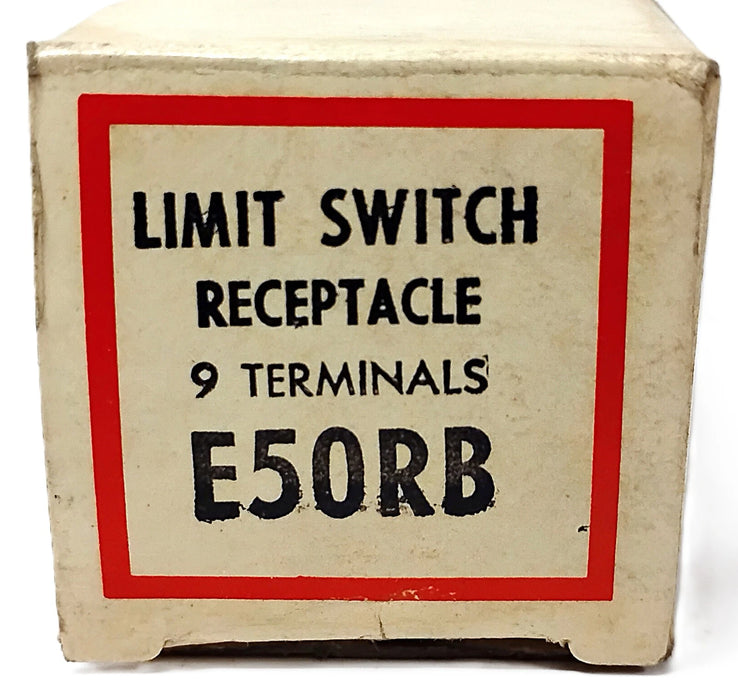 LIMIT SWITCH
RECEPTACLE
9 TERMINALS
E50RB